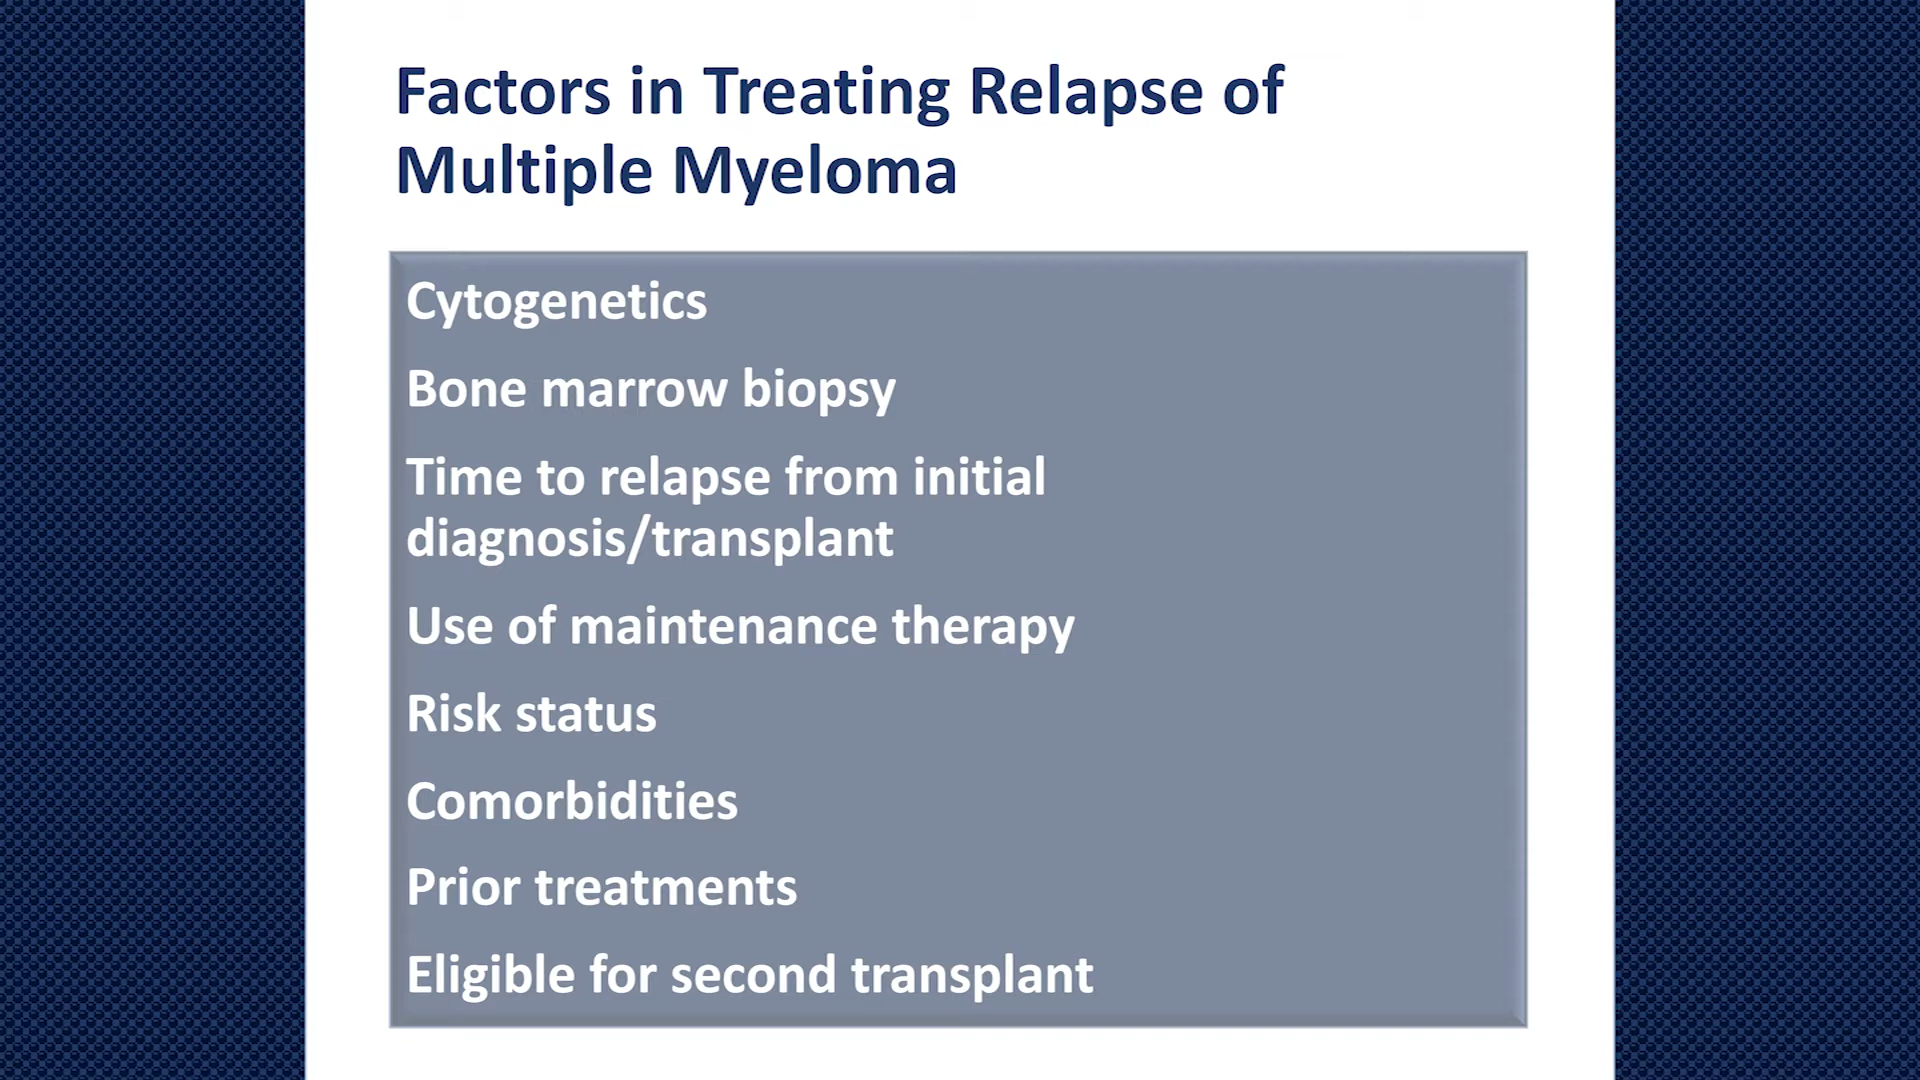 Factors in Treating Relapse of
Multiple Myeloma
Cytogenetics
Bone marrow biopsy
Time to relapse from initial
diagnosis/transplant
Use of maintenance therapy
Risk status
Comorbidities
Prior treatments
Eligible for second transplant